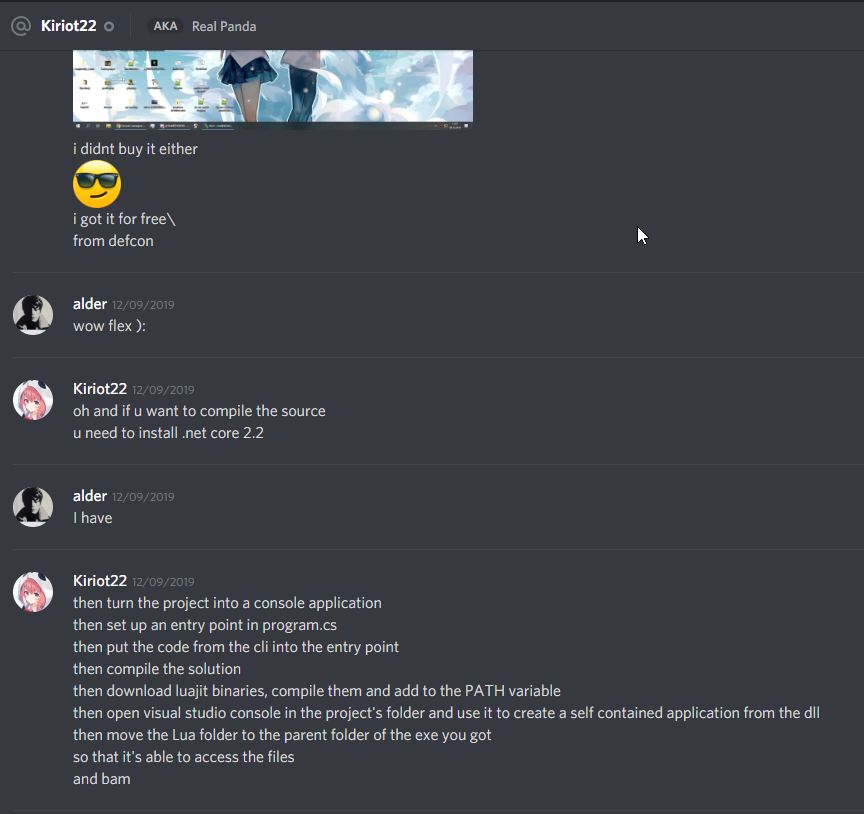 @ Kiriot22 AKA Real Panda
i didnt buy it either
i got it for free\
from defcon
alder 12/09/2019
wow flex ):
Kiriot22 12/09/2019
oh and if u want to compile the source
u need to install .net core 2.2
alder 12/09/2019
I have
Kiriot22 12/09/2019
then turn the project into a console application
then set up an entry point in program.cs
then put the code from the cli into the entry point
then compile the solution
then download luajit binaries, compile them and add to the PATH variable
then open visual studio console in the project's folder and use it to create a self contained application from the dll
then move the Lua folder to the parent folder of the exe you got
so that it's able to access the files
and bam